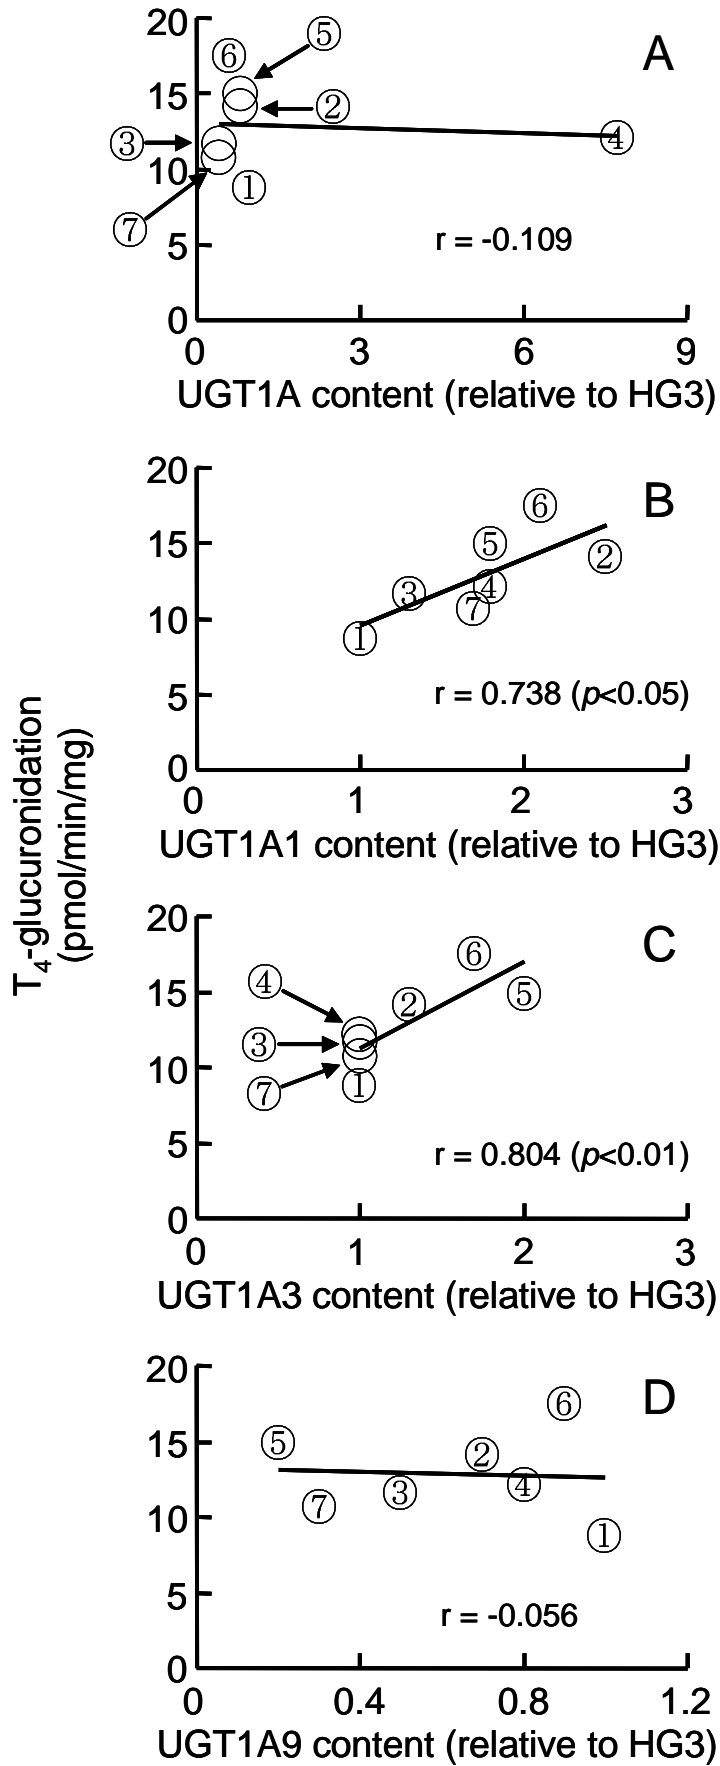 T4-glucuronidation
(pmol/min/mg)
A
20
15
10
5
0
⑥
⑤
②
④
③
①
⑦
r = -0.109
0 3 6 9
UGT1A content (relative to HG3)
B
20
15
10
5
0
⑥
⑤
②
④
③
⑦
①
r = 0.738 (p<0.05)
0 1 2 3
UGT1A1 content (relative to HG3)
C
20
15
10
5
0
⑥
④
②
⑤
③
⑦
①
r = 0.804 (p<0.01)
0 1 2 3
UGT1A3 content (relative to HG3)
D
20
15
10
5
0
⑥
⑤
②
④
③
⑦
①
r = -0.056
0 0.4 0.8 1.2
UGT1A9 content (relative to HG3)